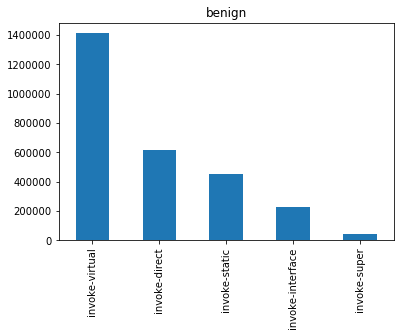 benign
1400000
1200000
1000000
800000
600000
400000
200000
0
invoke-virtual
invoke-direct
invoke-static
invoke-interface
invoke-super